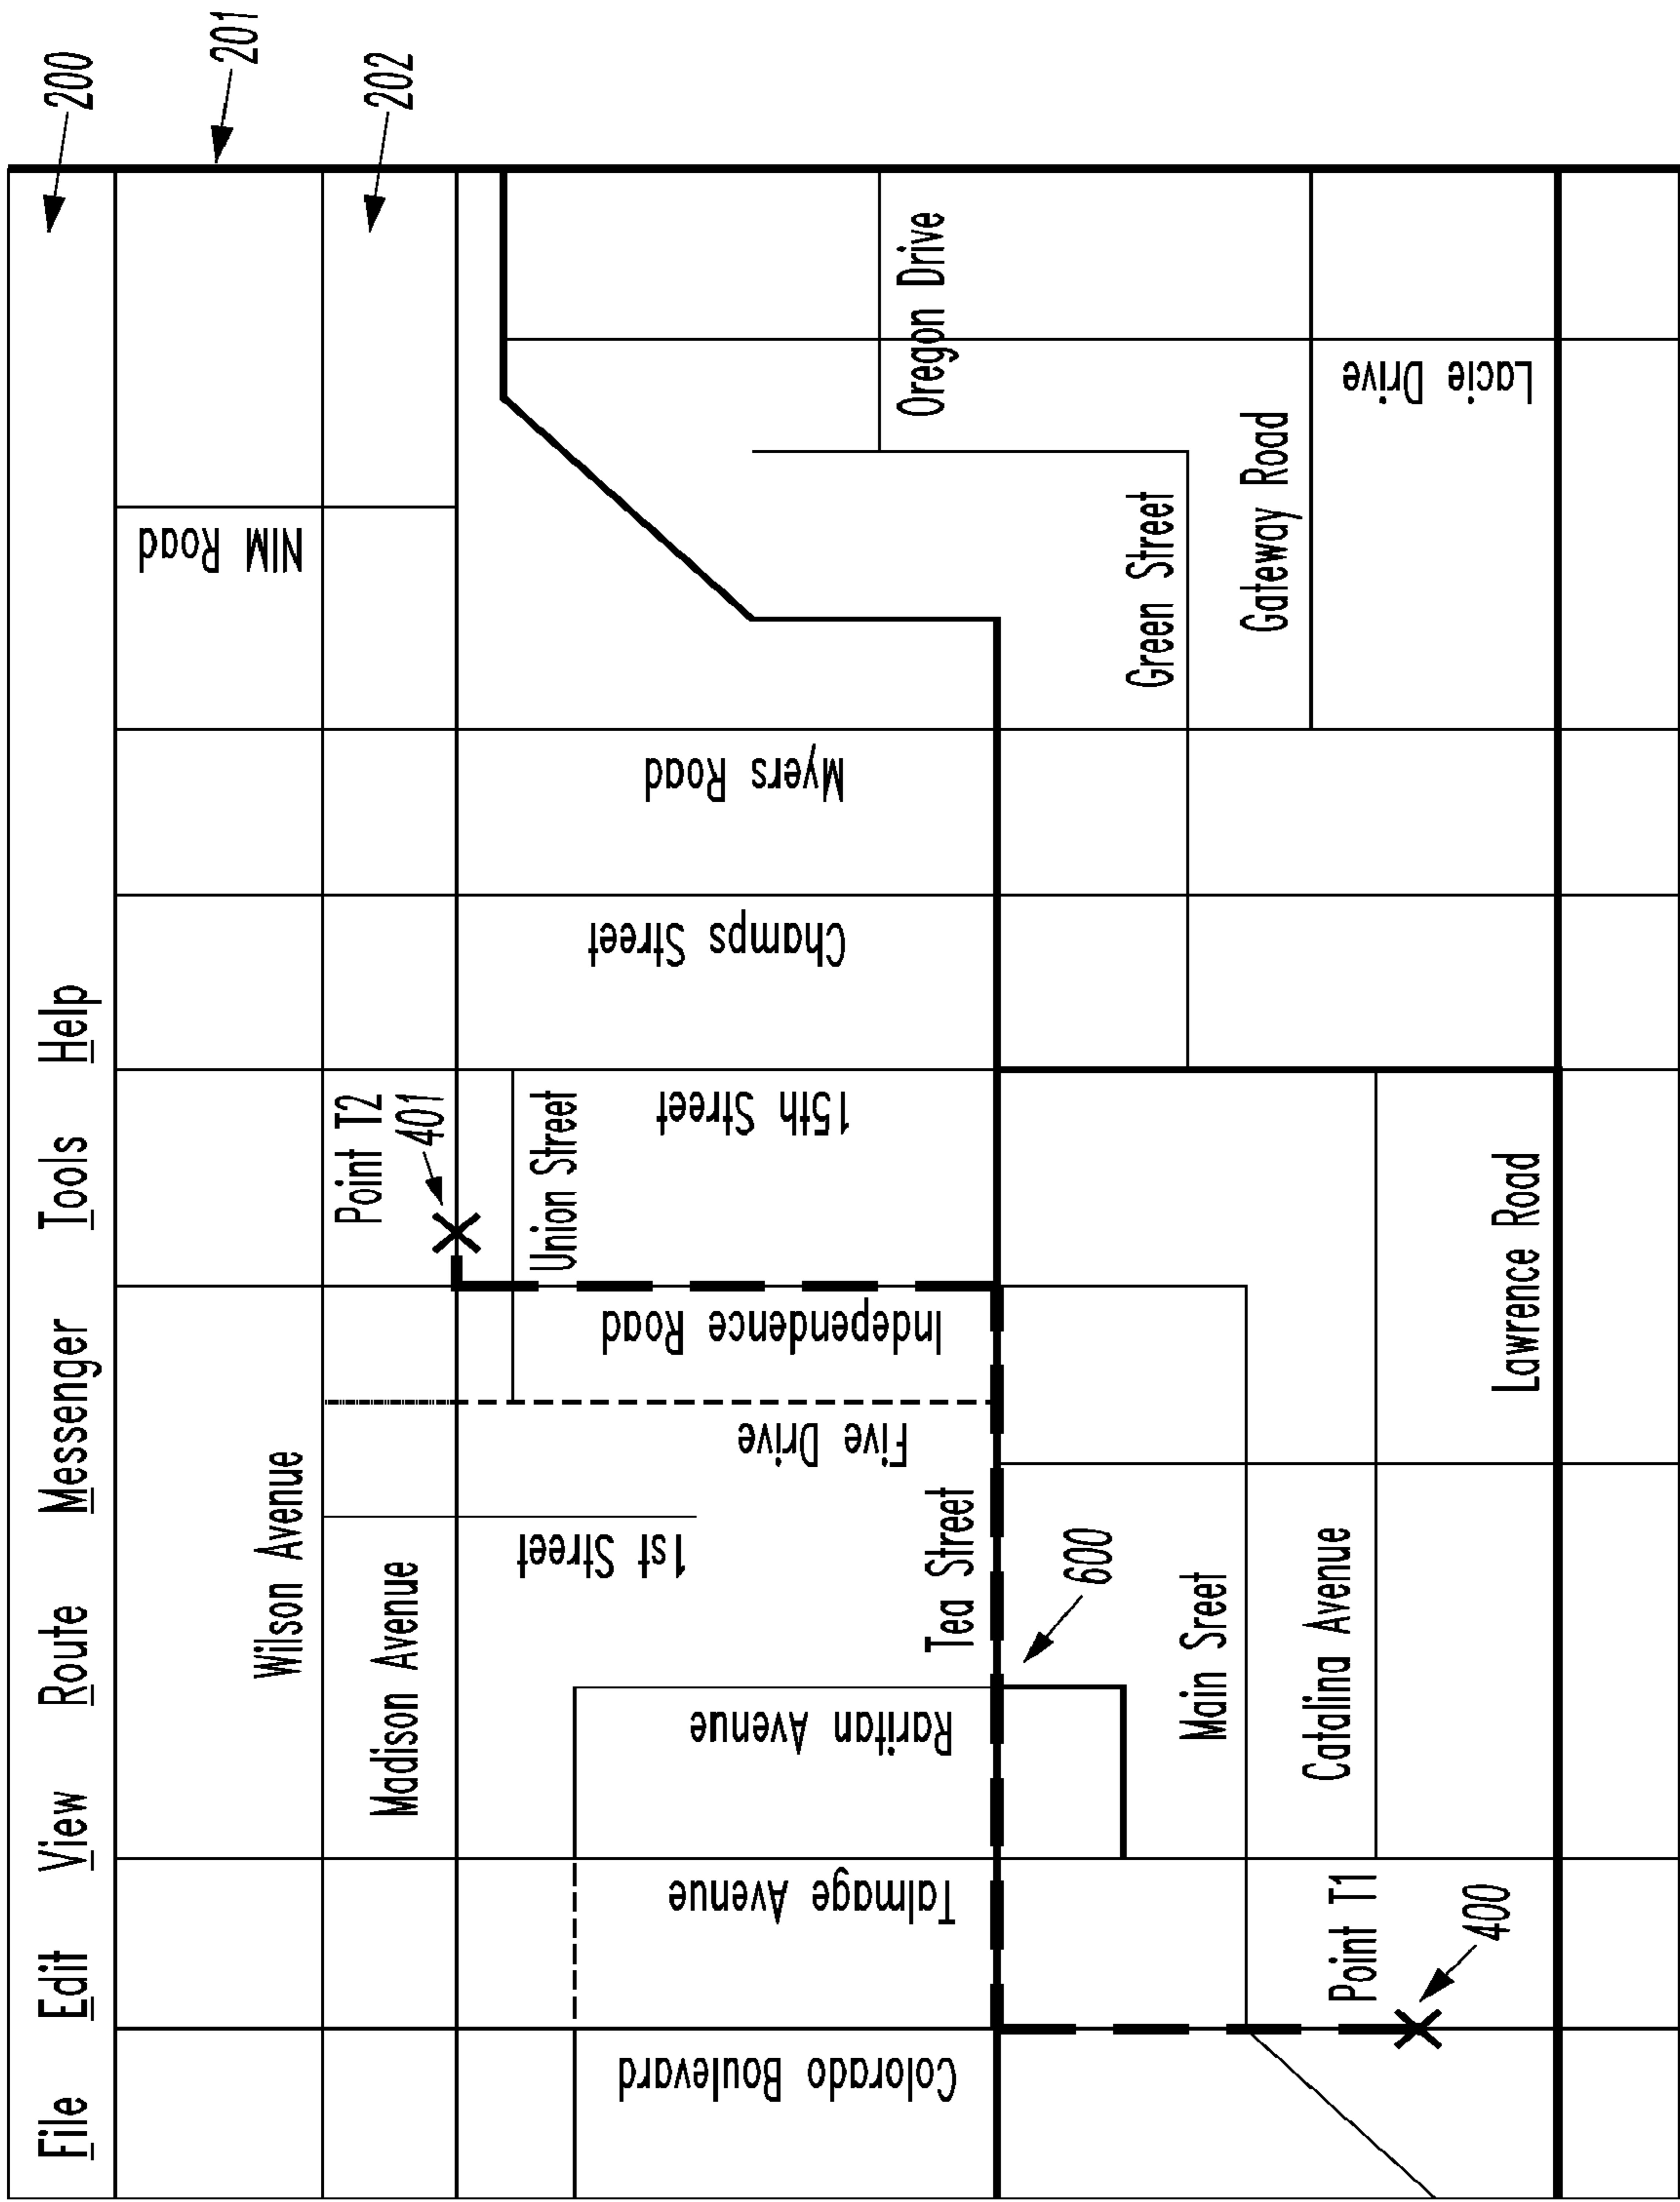 File Edit View Route Messenger Tools Help
200
201
202
NIM Road
Wilson Avenue
Point T2
401
Madison Avenue
Union Street
1st Street
Independence Road
15th Street
Champs Street
Myers Road
Oregon Drive
Five Drive
Raritan Avenue
Talmage Avenue
Colorado Boulevard
Tea Street
600
Green Street
Main Sreet
Gateway Road
Catalina Avenue
Lacie Drive
Point T1
400
Lawrence Road